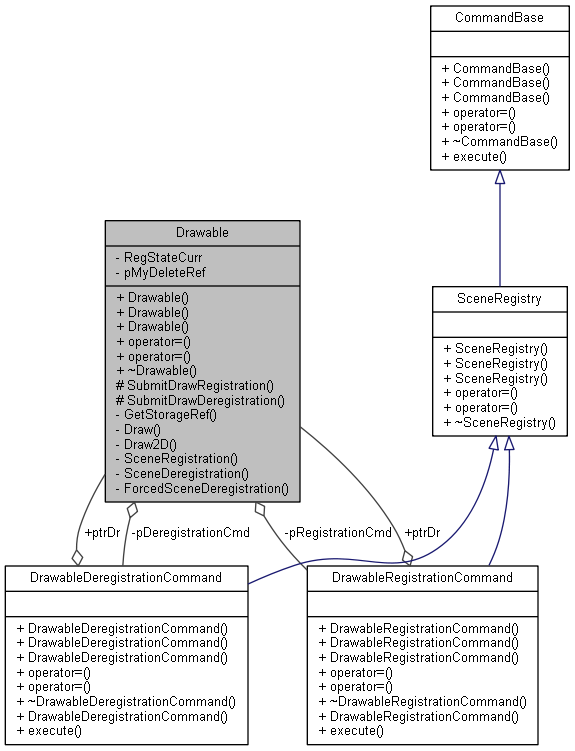 CommandBase
+ CommandBase()
+ CommandBase()
+ CommandBase()
+ operator=()
+ operator=()
+ ~CommandBase()
+ execute()
Drawable
- RegStateCurr
- pMyDeleteRef
+ Drawable()
+ Drawable()
+ Drawable()
+ operator=()
+ operator=()
+ ~Drawable()
# SubmitDrawRegistration()
# SubmitDrawDeregistration()
- GetStorageRef()
- Draw()
- Draw2D()
- SceneRegistration()
- SceneDeregistration()
- ForcedSceneDeregistration()
SceneRegistry
+ SceneRegistry()
+ SceneRegistry()
+ SceneRegistry()
+ operator=()
+ operator=()
+ ~SceneRegistry()
+ptrDr
-pDeregistrationCmd
-pRegistrationCmd
+ptrDr
DrawableDeregistrationCommand
+ DrawableDeregistrationCommand()
+ DrawableDeregistrationCommand()
+ DrawableDeregistrationCommand()
+ operator=()
+ operator=()
+ ~DrawableDeregistrationCommand()
+ DrawableDeregistrationCommand()
+ execute()
DrawableRegistrationCommand
+ DrawableRegistrationCommand()
+ DrawableRegistrationCommand()
+ DrawableRegistrationCommand()
+ operator=()
+ operator=()
+ ~DrawableRegistrationCommand()
+ DrawableRegistrationCommand()
+ execute()